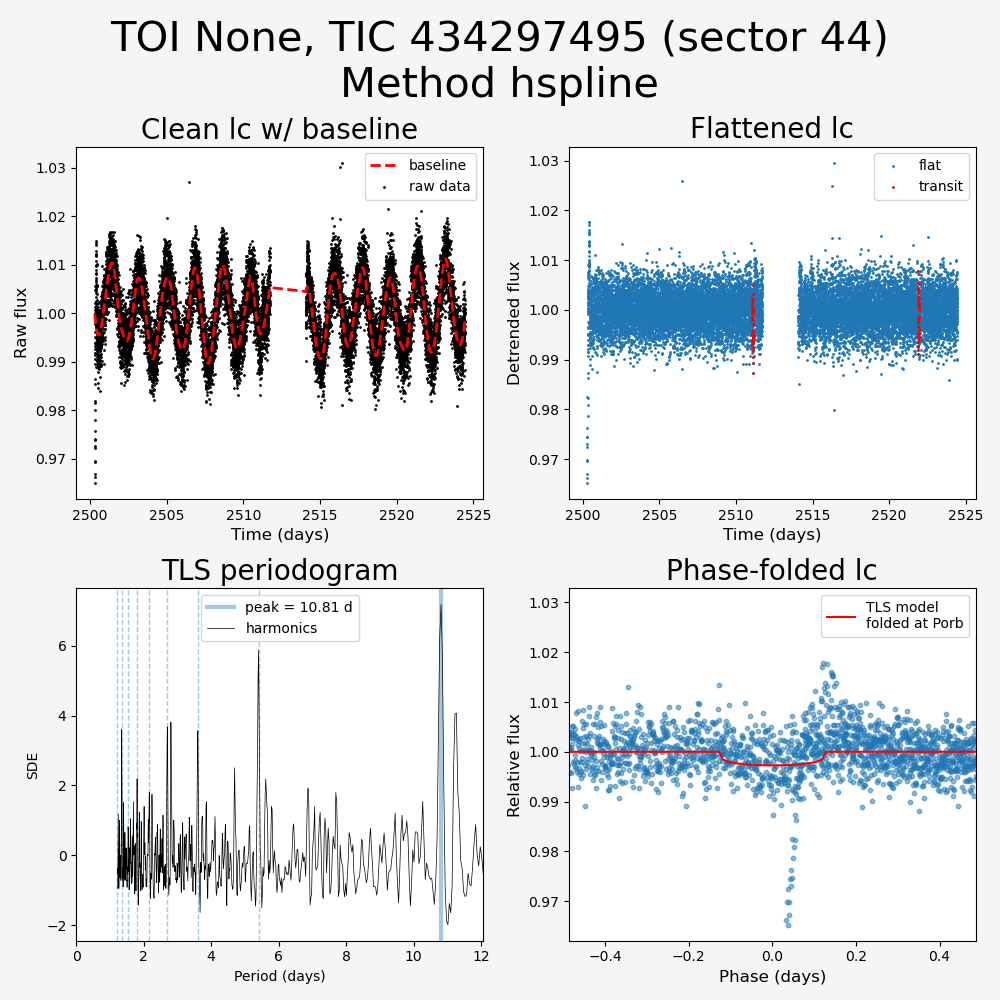 TOI None, TIC 434297495 (sector 44)
Method hspline
Clean lc w/ baseline
Raw flux
1.03
1.02
1.01
1.00
0.99
0.98
0.97
baseline
raw data
2500
2505
2510
2515
2520
2525
Time (days)
Flattened lc
Detrended flux
1.03
1.02
1.01
1.00
0.99
0.98
0.97
flat
transit
2500
2505
2510
2515
2520
2525
Time (days)
TLS periodogram
SDE
6
4
2
0
−2
peak = 10.81 d
harmonics
0
2
4
6
8
10
12
Period (days)
Phase-folded lc
Relative flux
1.03
1.02
1.01
1.00
0.99
0.98
0.97
TLS model
folded at Porb
−0.4
−0.2
0.0
0.2
0.4
Phase (days)